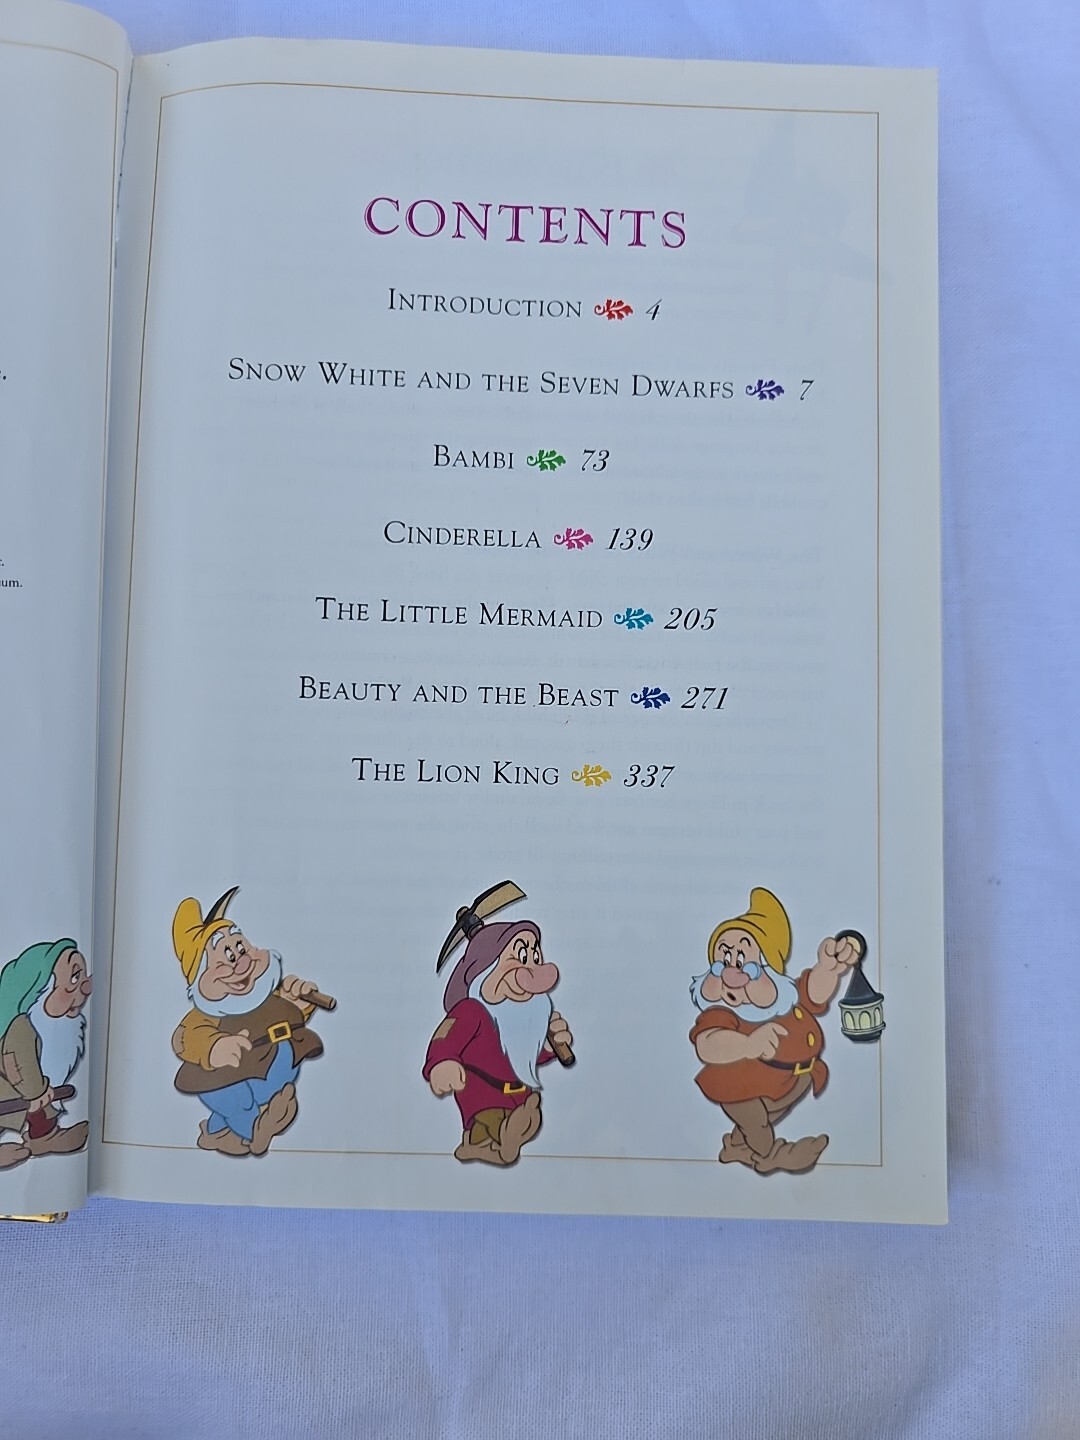 um.
CONTENTS
INTRODUCTION 4
SNOW WHITE AND THE SEVEN DWARFS 7
BAMBI 73
CINDERELLA 139
THE LITTLE MERMAID 205
BEAUTY AND THE BEAST 271
THE LION KING 337